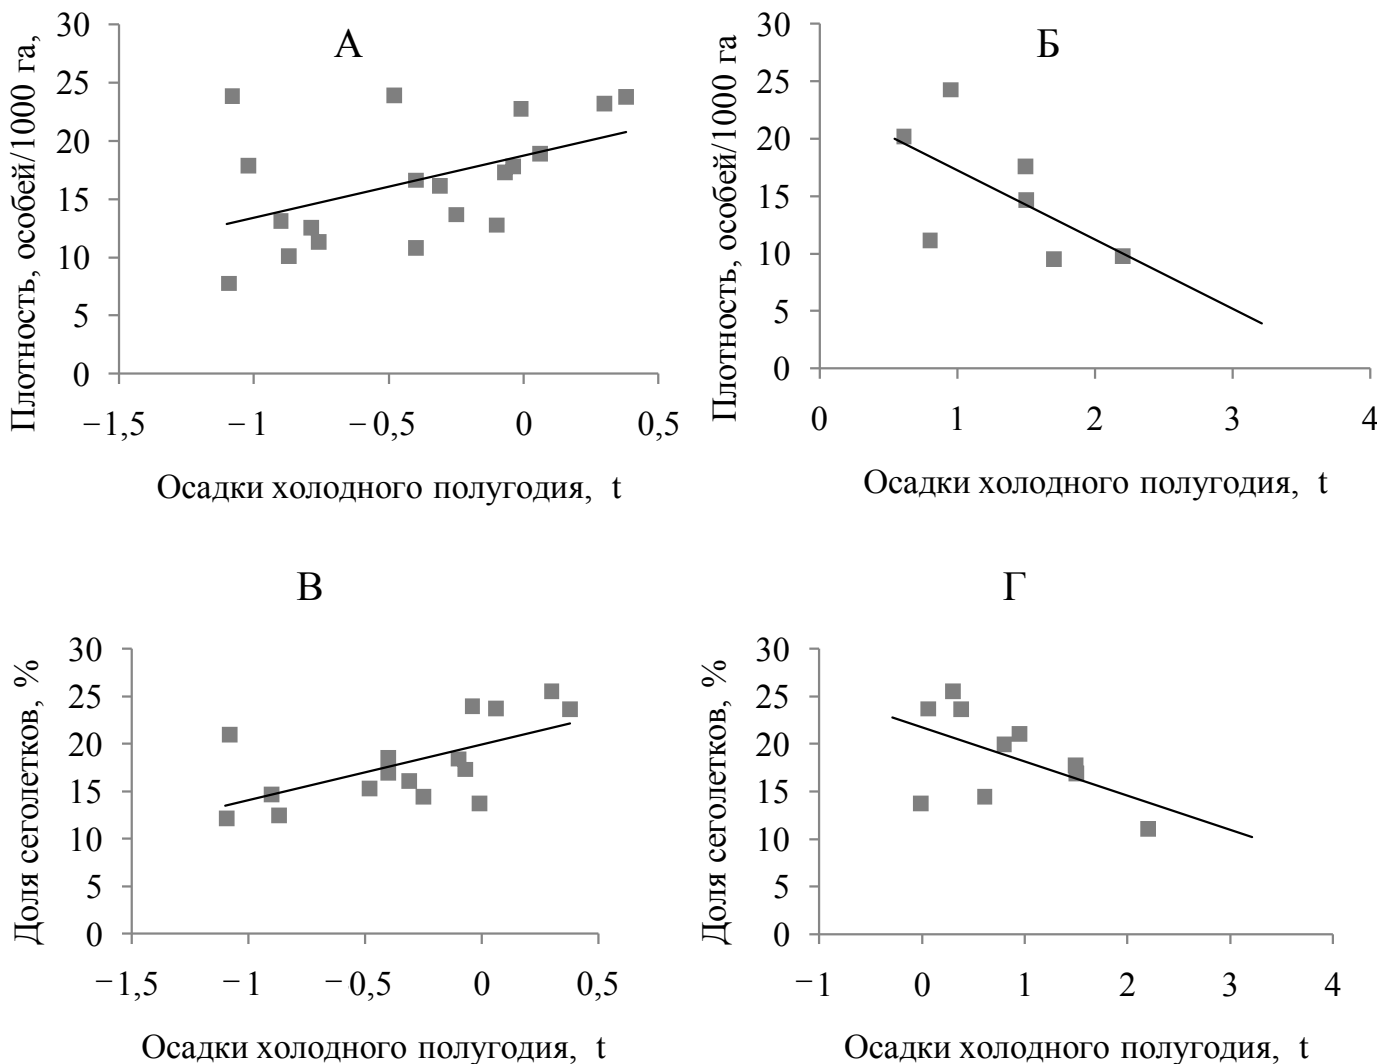 А
Плотность, особей/1000 га,
30
25
20
15
10
5
0
−1,5 −1 −0,5 0 0,5
Осадки холодного полугодия, t
Б
Плотность, особей/1000 га
30
25
20
15
10
5
0
0 1 2 3 4
Осадки холодного полугодия, t
В
Доля сеголетков, %
30
25
20
15
10
5
0
−1,5 −1 −0,5 0 0,5
Осадки холодного полугодия, t
Г
Доля сеголетков, %
30
25
20
15
10
5
0
−1 0 1 2 3 4
Осадки холодного полугодия, t